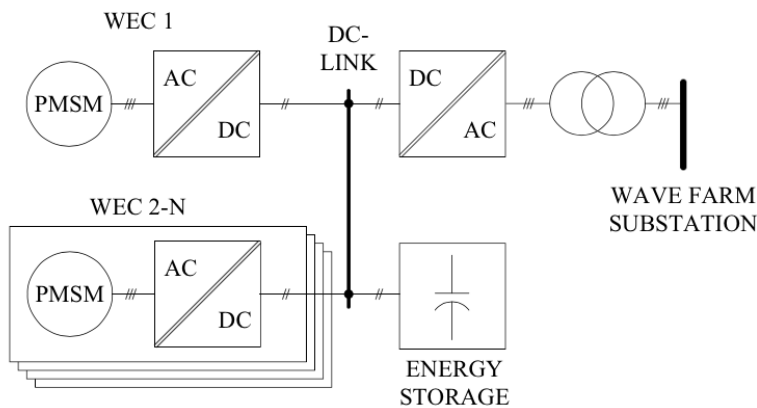 WEC 1
DC-
LINK
PMSM
AC
DC
DC
AC
WAVE FARM
SUBSTATION
WEC 2-N
PMSM
AC
DC
ENERGY
STORAGE